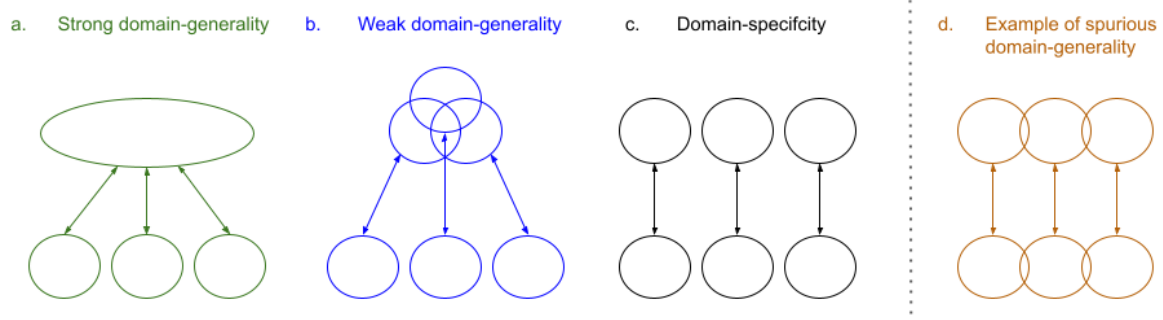 a. Strong domain-generality
b. Weak domain-generality
c. Domain-specifcity
d. Example of spurious
domain-generality